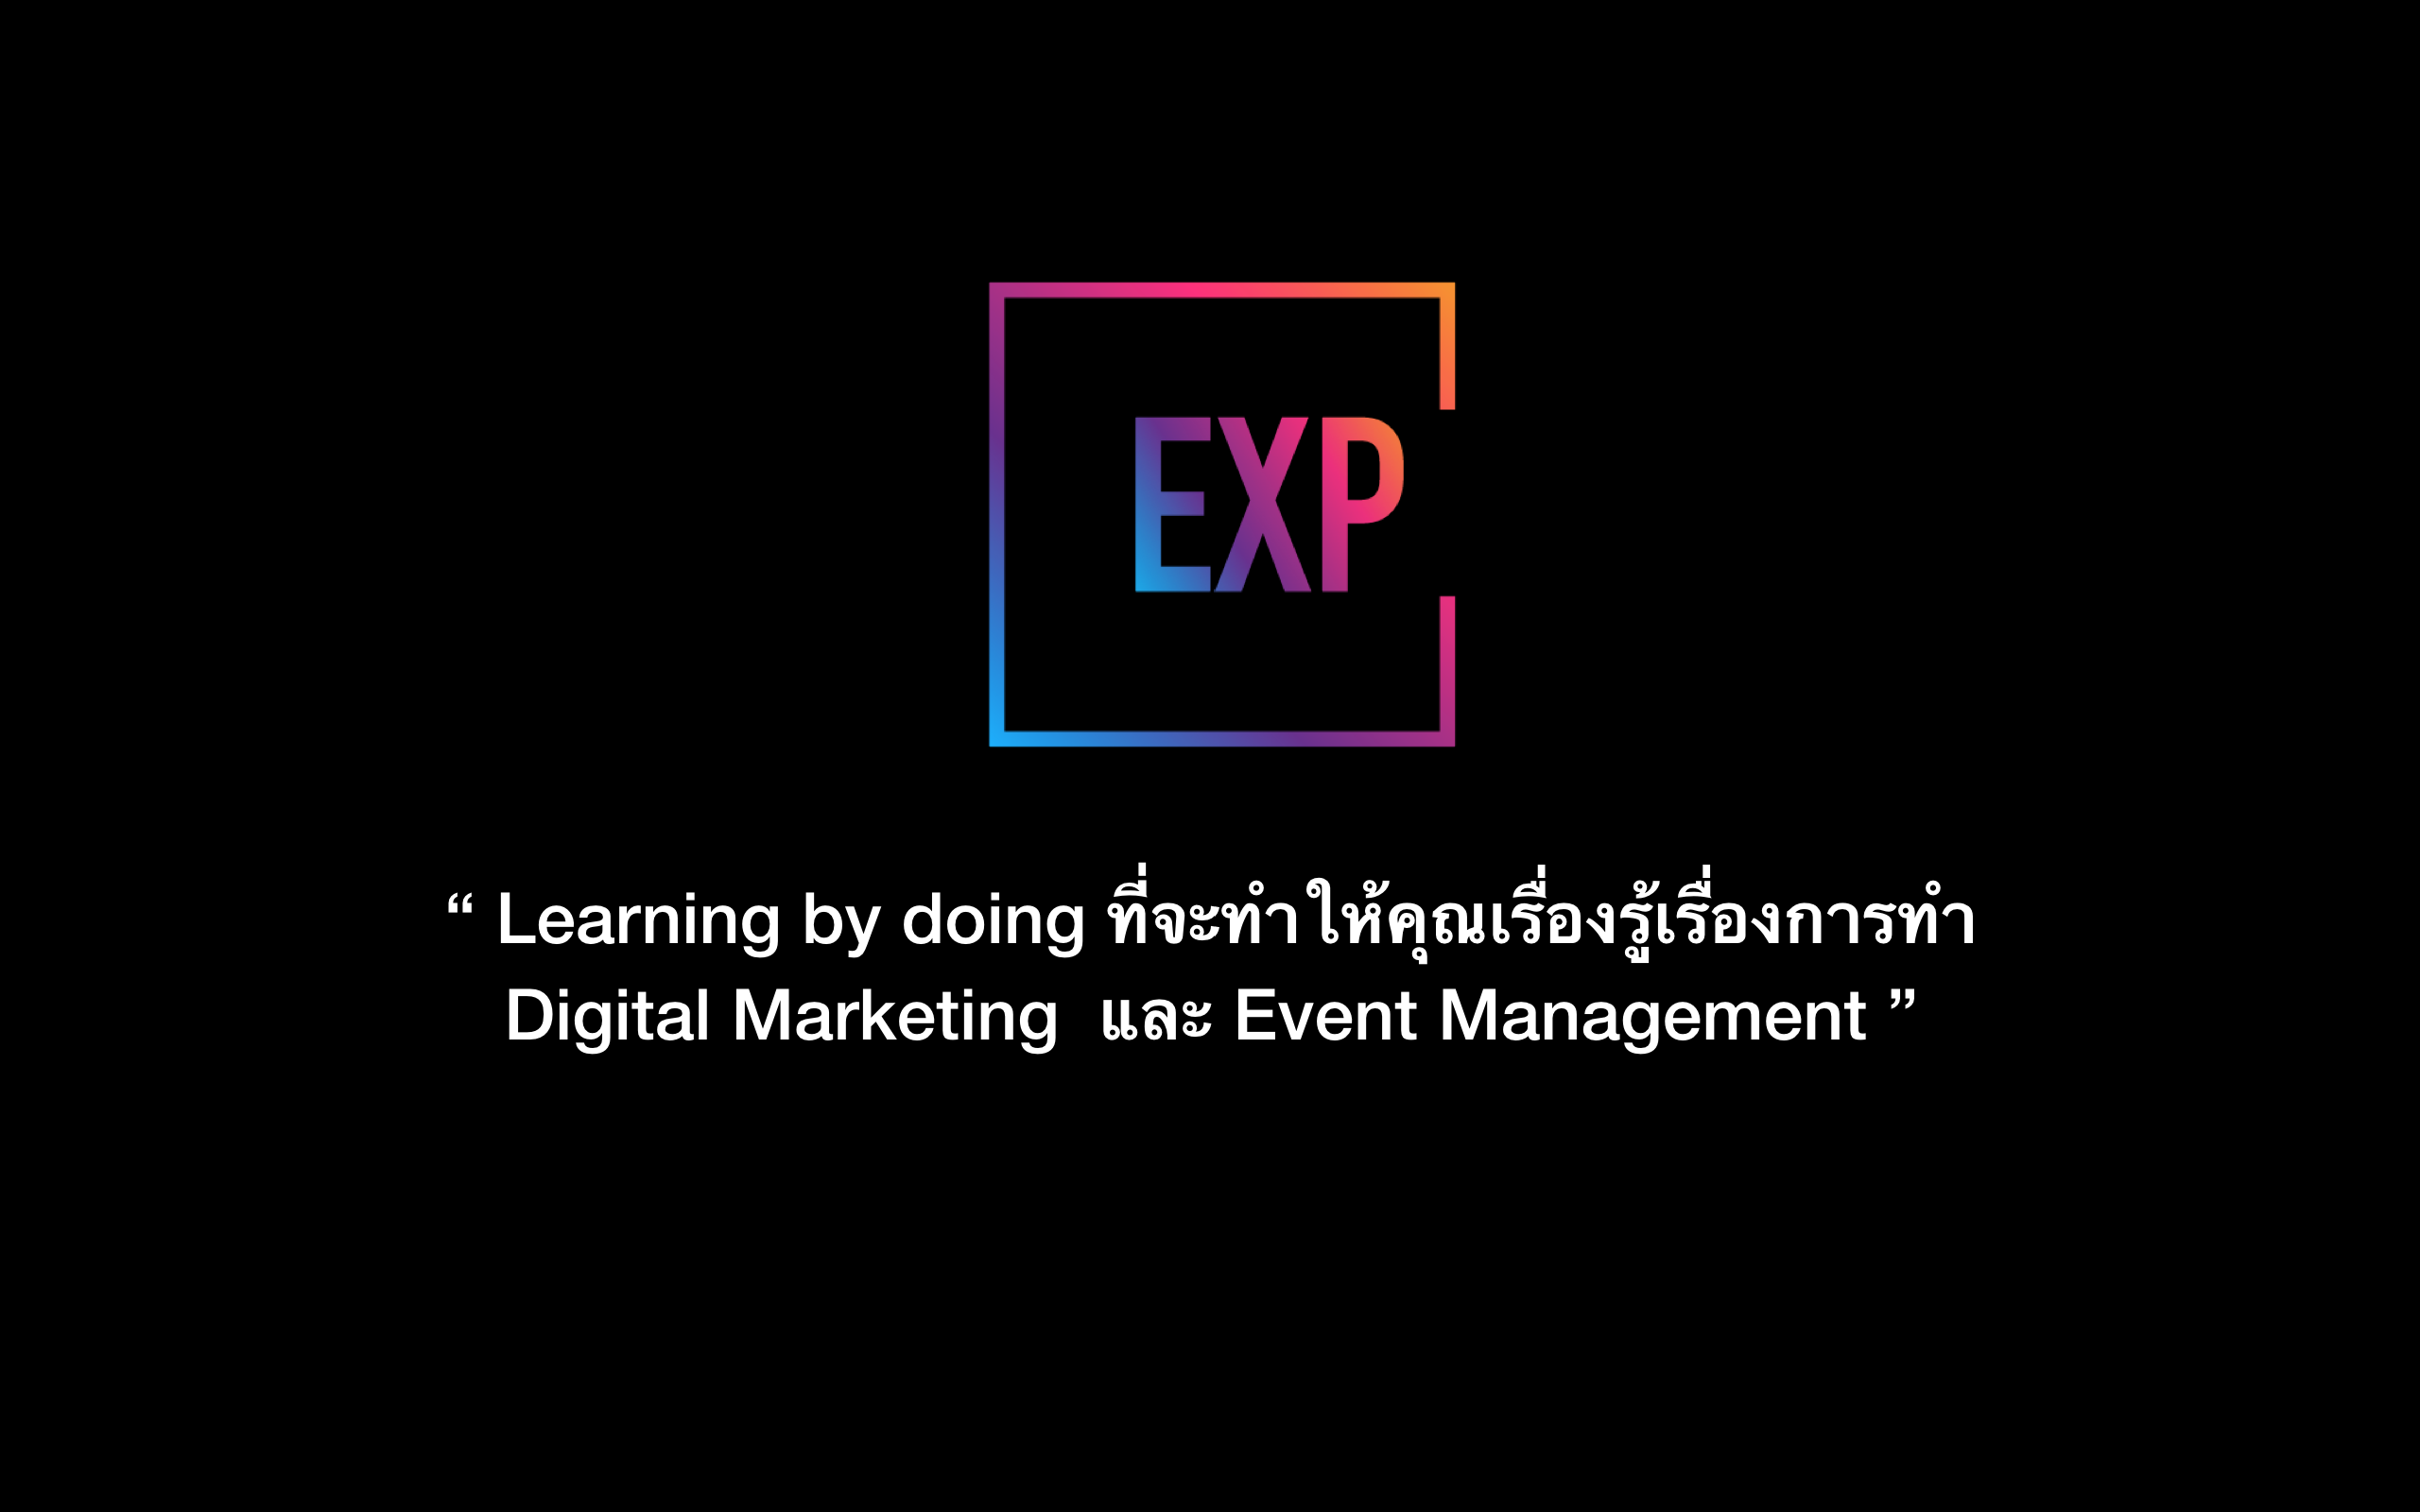 EXP
“ Learning by doing ที่จะทำให้คุณเรื่องรู้เรื่องการทำ
Digital Marketing และ Event Management ”